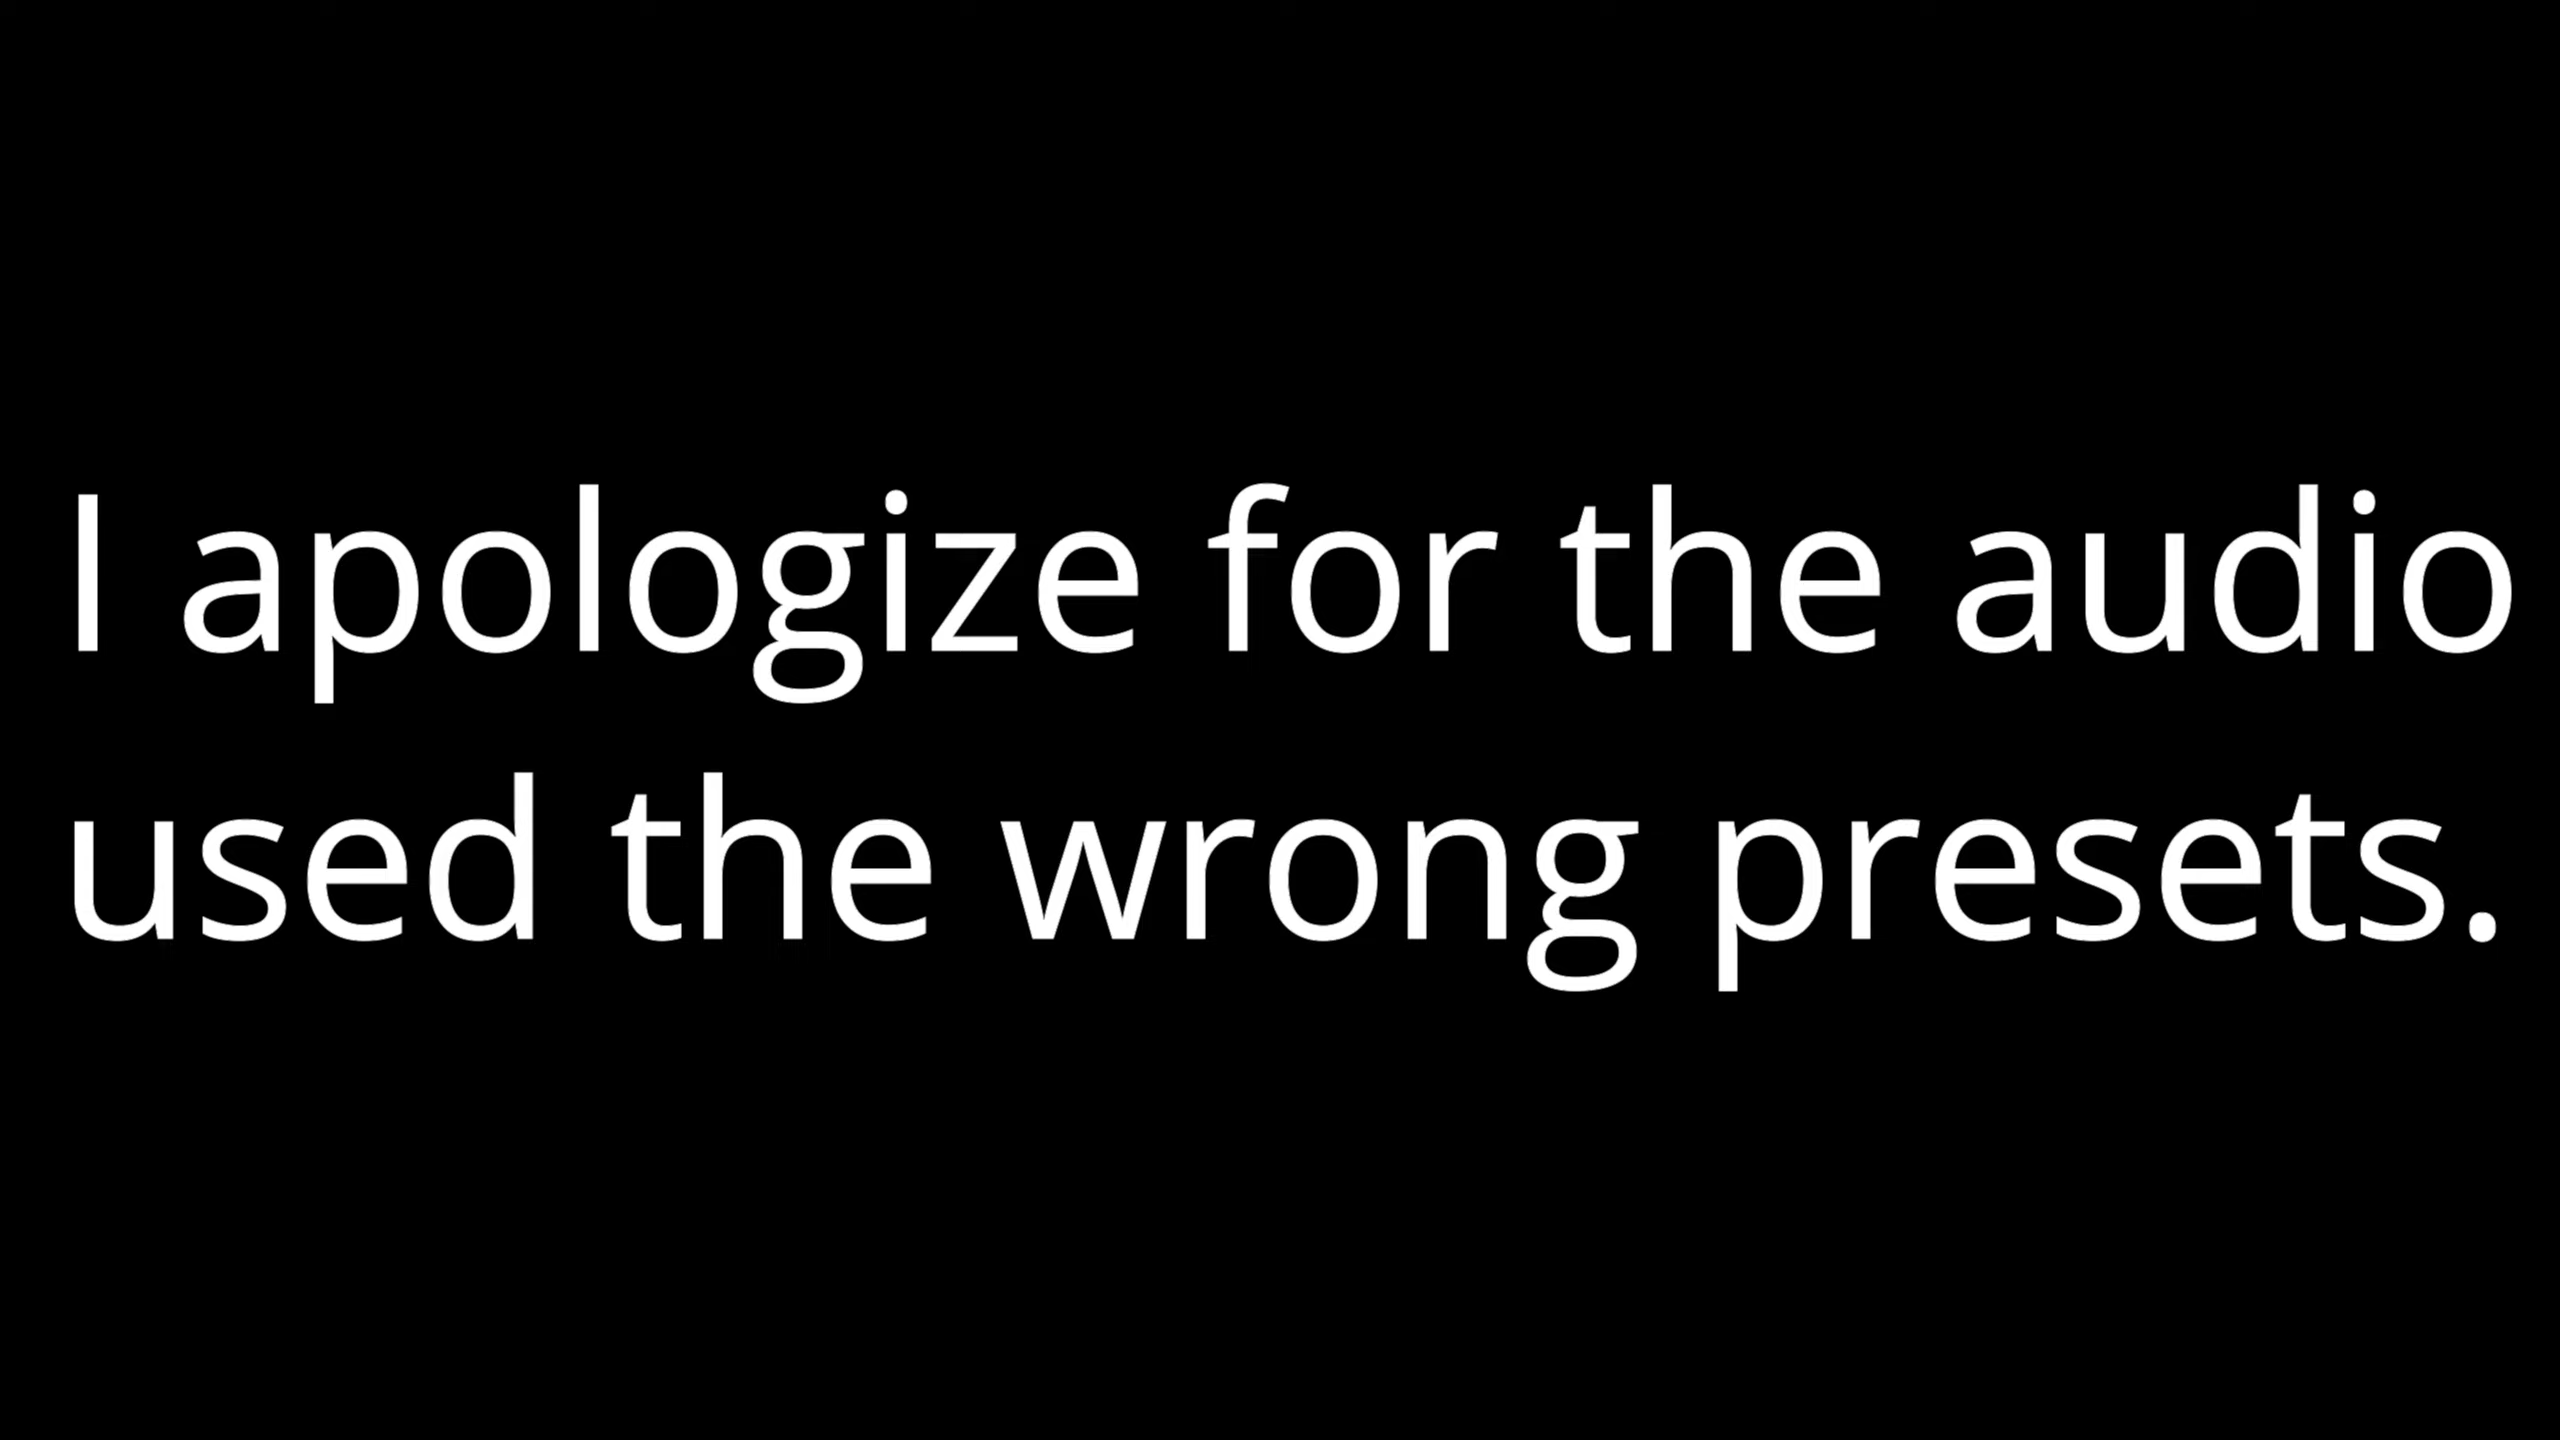 I apologize for the audio
used the wrong presets.